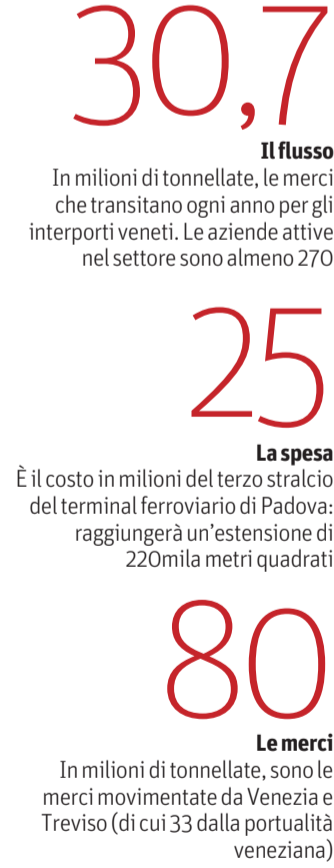 30,7
Il flusso
In milioni di tonnellate, le merci
che transitano ogni anno per gli
interporti veneti. Le aziende attive
nel settore sono almeno 270
25
La spesa
È il costo in milioni del terzo stralcio
del terminal ferroviario di Padova:
raggiungerà un'estensione di
220mila metri quadrati
80
Le merci
In milioni di tonnellate, sono le
merci movimentate da Venezia e
Treviso (di cui 33 dalla portualità
veneziana)